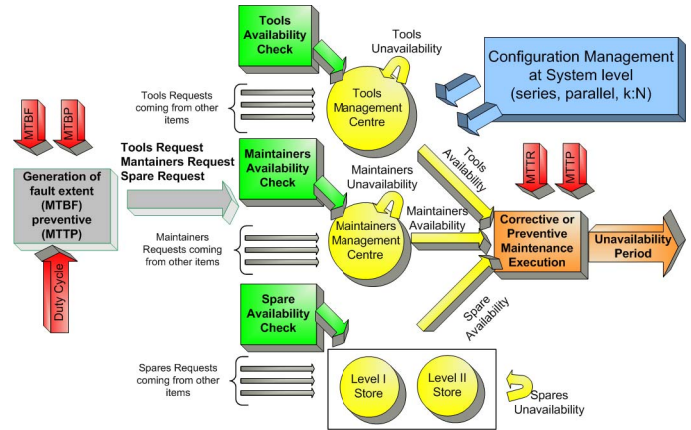 Tools
Availability
Check
Tools
Unavailability
Configuration Management
at System level
(series, parallel, k:N)
Tools Requests
coming from other
items
Tools
Management
Centre
MTBF
MTBP
Tools Request
Mantainers Request
Spare Request
Generation of
fault extent
(MTBF)
preventive
(MTTP)
Duty Cycle
Maintainers
Availability
Check
Maintainers
Unavailability
Tools
Availability
MTTR
MTTP
Maintainers
Requests coming
from other items
Maintainers
Management
Centre
Maintainers
Availability
Corrective or
Preventive
Maintenance
Execution
Unavailability
Period
Spare
Availability
Check
Spare
Availability
Spares Requests
coming from other
items
Level I
Store
Level II
Store
Spares
Unavailability